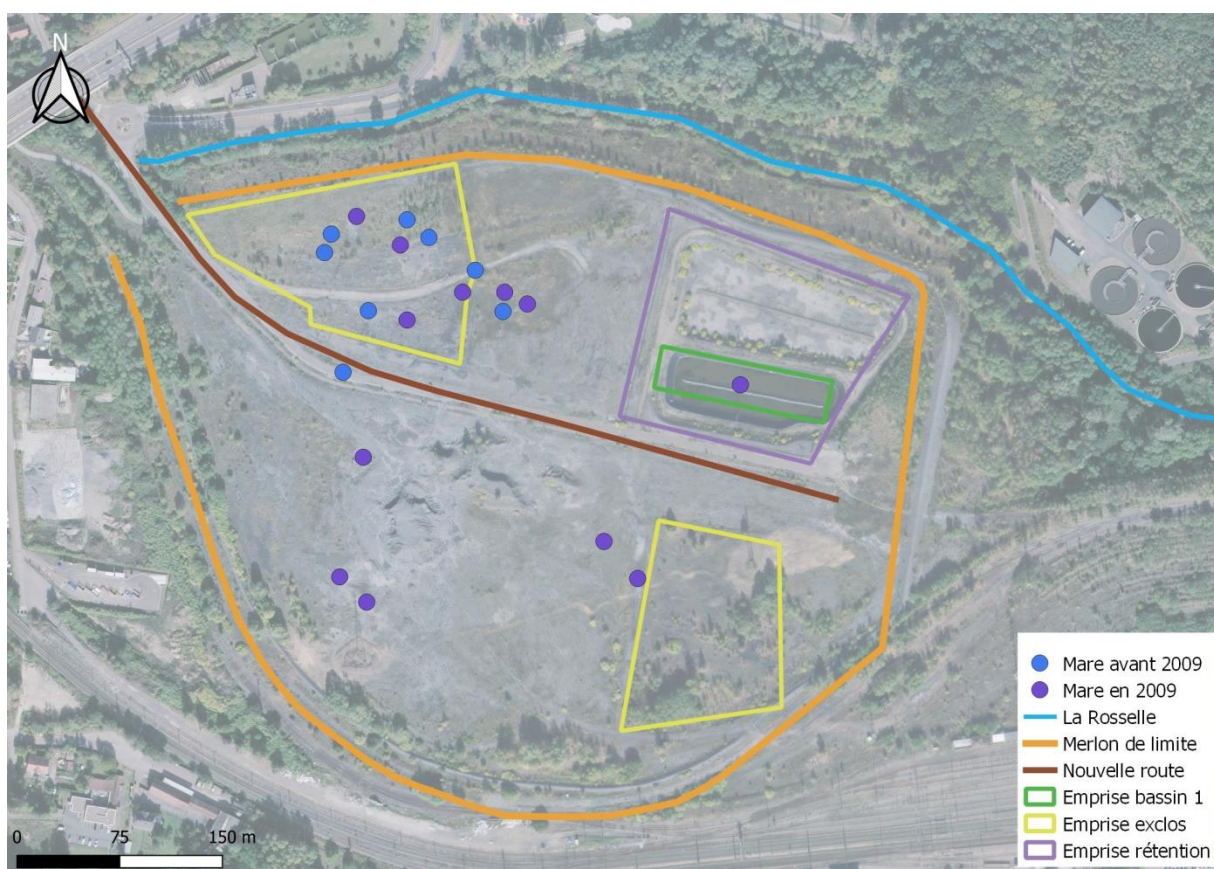 N
Mare avant 2009
Mare en 2009
La Rosselle
Merlon de limite
Nouvelle route
Emprise bassin 1
Emprise exclos
Emprise rétention
0 75 150 m